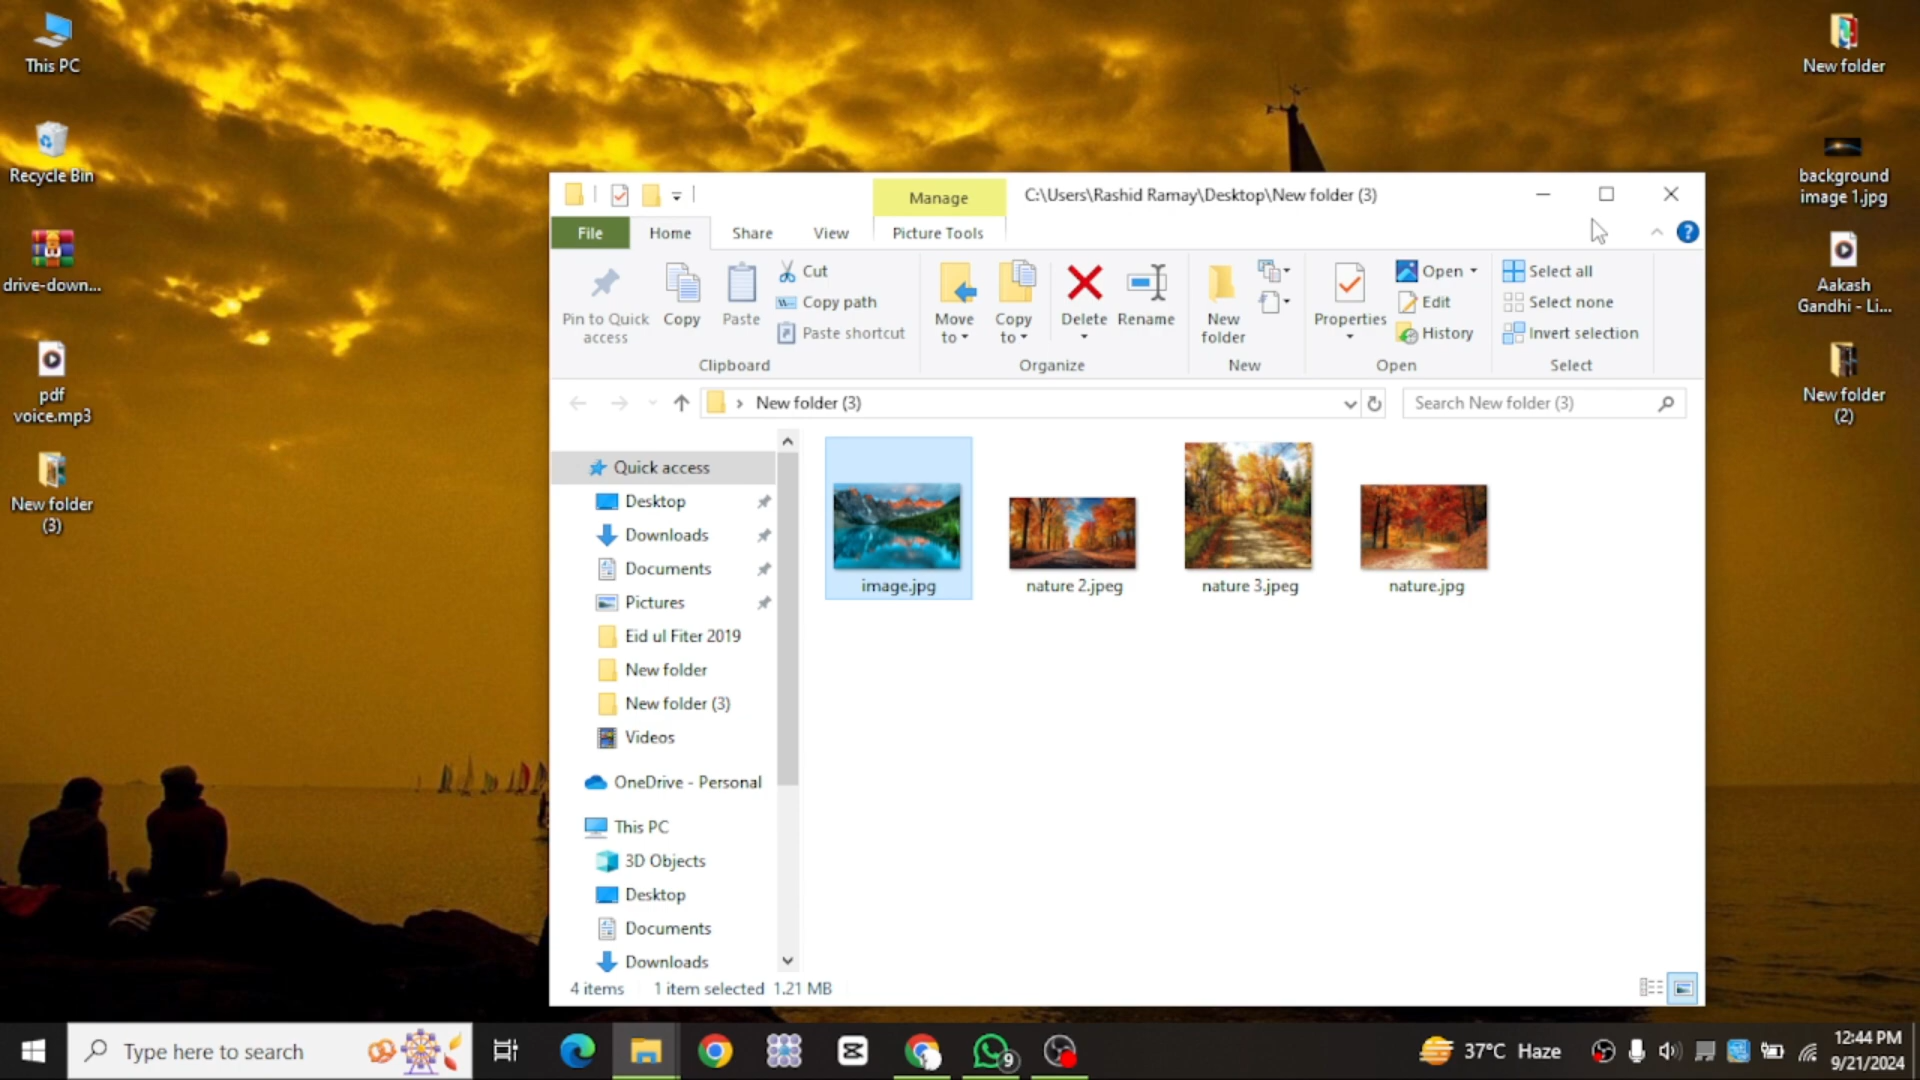 This PC
Recycle Bin
drive-down...
pdf
voice.mp3
New folder
(3)
New folder
background
image 1.jpg
Aakash
Gandhi - Li...
New folder
(2)
Manage
C:\Users\Rashid Ramay\Desktop\New folder (3)
File
Home
Share
View
Picture Tools
Pin to Quick
access
Copy
Paste
Cut
Copy path
Paste shortcut
Clipboard
Move
to
Copy
to
Delete
Rename
Organize
New
folder
New
Properties
Open
Edit
History
Open
Select all
Select none
Invert selection
Select
New folder (3)
Search New folder (3)
Quick access
Desktop
Downloads
Documents
Pictures
Eid ul Fiter 2019
New folder
New folder (3)
Videos
OneDrive - Personal
This PC
3D Objects
Desktop
Documents
Downloads
image.jpg
nature 2.jpeg
nature 3.jpeg
nature.jpg
4 items
1 item selected 1.21 MB
Type here to search
9
37°C Haze
12:44 PM
9/21/2024